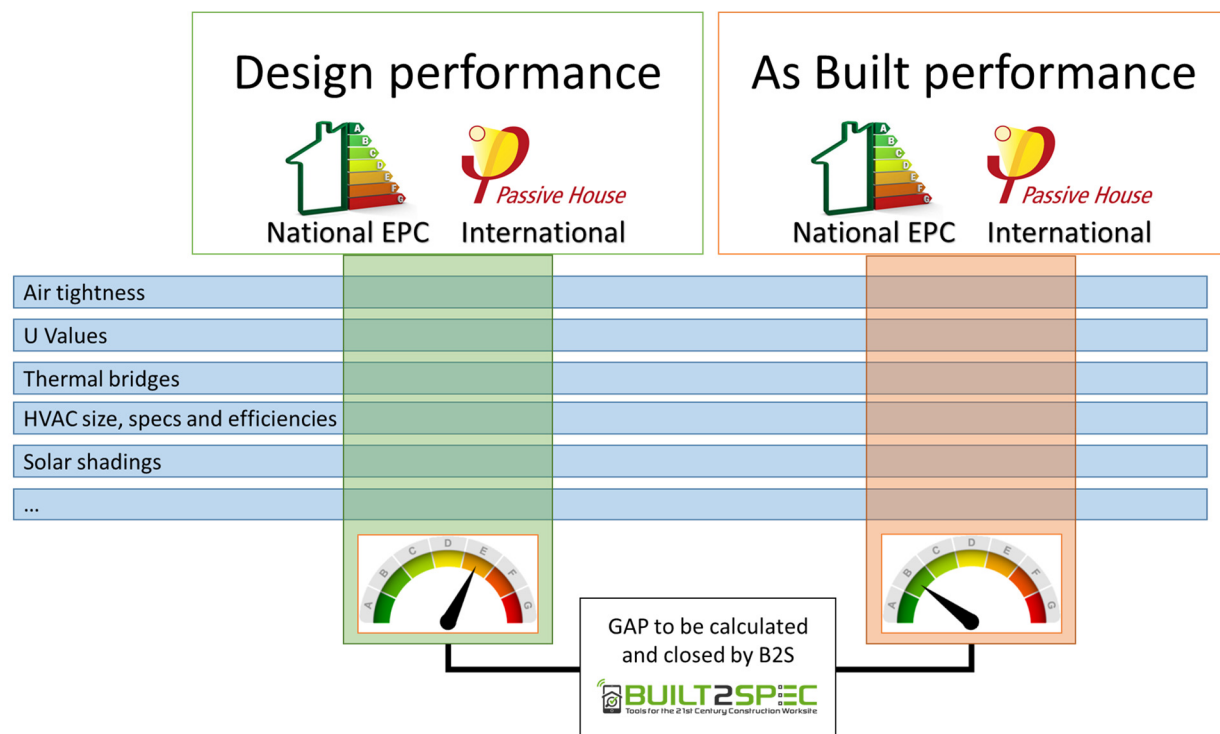 Design performance
As Built performance
A
B
C
D
E
F
G
Passive House
National EPC
International
A
B
C
D
E
F
G
Passive House
National EPC
International
Air tightness
U Values
Thermal bridges
HVAC size, specs and efficiencies
Solar shadings
...
A B C D E F G
A B C D E F G
GAP to be calculated
and closed by B2S
BUILT2SPEC
Tools for the 21st Century Construction Worksite